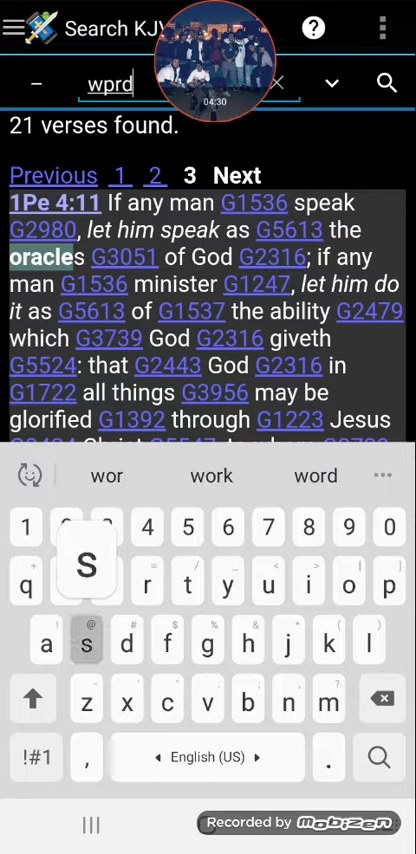 Search KJV
wprd
04:30
21 verses found.
Previous 1 2 3 Next
1Pe 4:11 If any man G1536 speak
G2980, let him speak as G5613 the
oracles G3051 of God G2316; if any
man G1536 minister G1247, let him do
it as G5613 of G1537 the ability G2479
which G3739 God G2316 giveth
G5524: that G2443 God G2316 in
G1722 all things G3956 may be
glorified G1392 through G1223 Jesus
wor work word
1 4 5 6 7 8 9 0
q r t y u i o p
s
a s d f g h j k l
z x c v b n m
!#1 , English (US) .
Recorded by mobizen